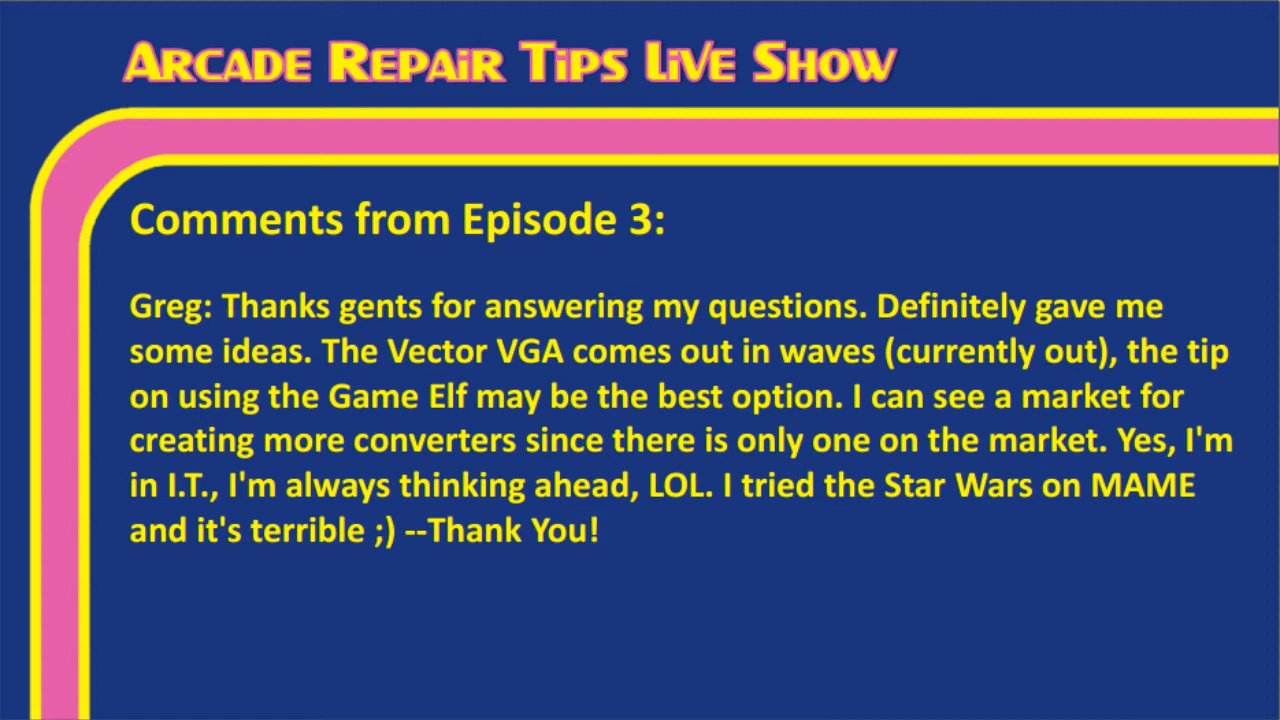 Arcade Repair Tips Live Show
Comments from Episode 3:
Greg: Thanks gents for answering my questions. Definitely gave me
some ideas. The Vector VGA comes out in waves (currently out), the tip
on using the Game Elf may be the best option. I can see a market for
creating more converters since there is only one on the market. Yes, I'm
in I.T., I'm always thinking ahead, LOL. I tried the Star Wars on MAME
and it's terrible ;) --Thank You!